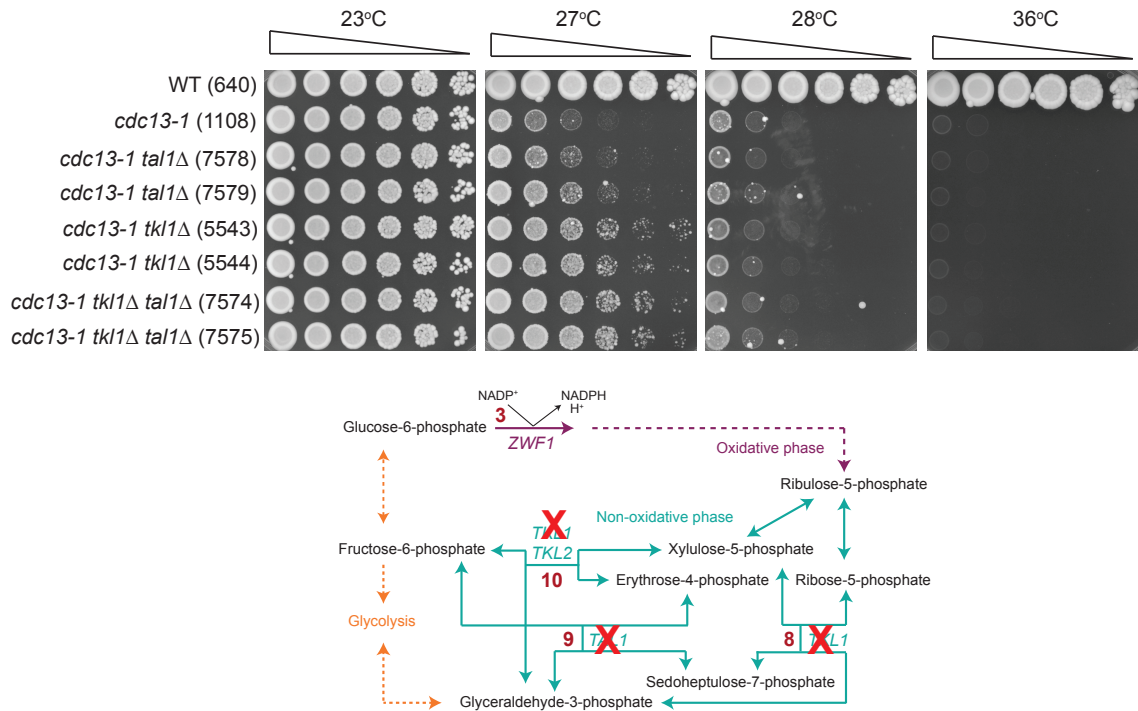 23°C 27°C 28°C 36°C
WT (640)
cdc13-1 (1108)
cdc13-1 tal1Δ (7578)
cdc13-1 tal1Δ (7579)
cdc13-1 tkl1Δ (5543)
cdc13-1 tkl1Δ (5544)
cdc13-1 tkl1Δ tal1Δ (7574)
cdc13-1 tkl1Δ tal1Δ (7575)
NADP⁺ NADPH
3 H⁺
Glucose-6-phosphate
ZWF1
Oxidative phase
Ribulose-5-phosphate
Non-oxidative phase
TKL1
Fructose-6-phosphate TKL2 Xylulose-5-phosphate
10 Erythrose-4-phosphate Ribose-5-phosphate
Glycolysis
9 TAL1 8 TKL1
Sedoheptulose-7-phosphate
Glyceraldehyde-3-phosphate